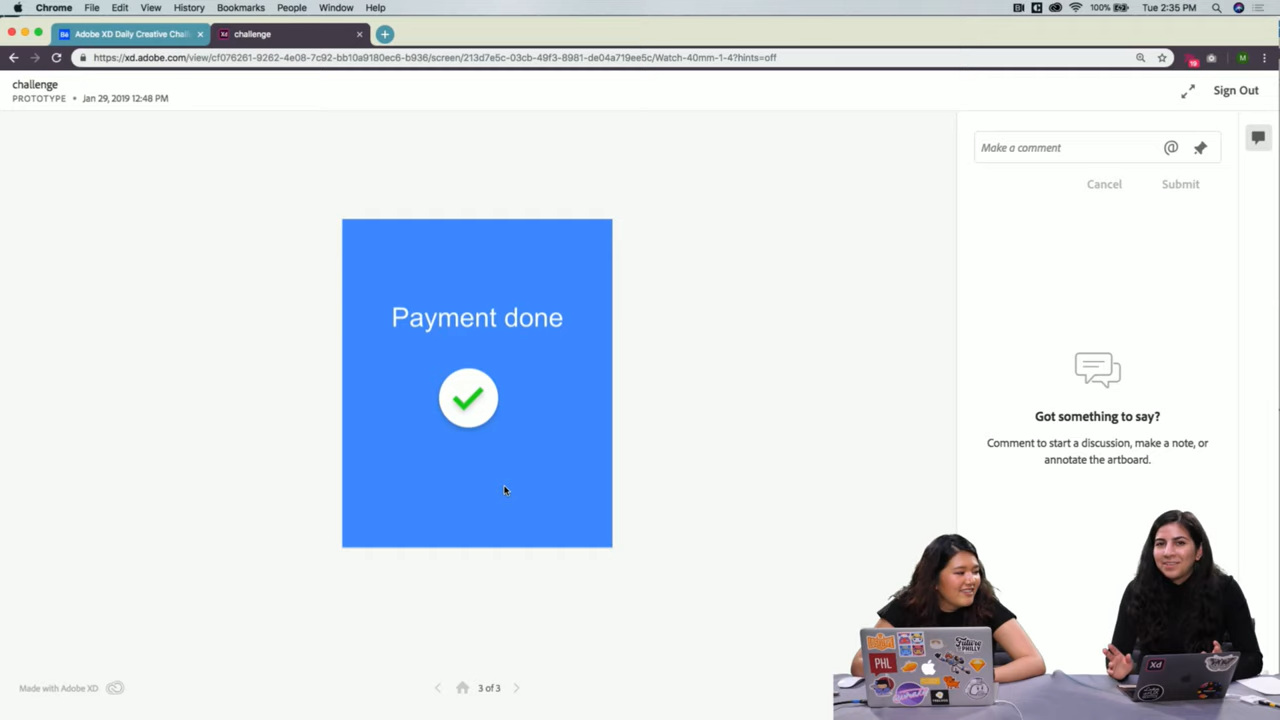 Chrome File Edit View History Bookmarks People Window Help 100% Tue 2:35 PM
Adobe XD Daily Creative Chall challenge
https://xd.adobe.com/view/cf076261-9262-4e08-7c92-bb10a9180ec6-b936/screen/213d7e5c-03cb-49f3-8981-de04a719ee5c/Watch-40mm-1-4?hints=off
challenge
PROTOTYPE • Jan 29, 2019 12:48 PM
Sign Out
Make a comment @
Cancel Submit
Payment done
Got something to say?
Comment to start a discussion, make a note, or
annotate the artboard.
PHL
Future
PHILLY
Xd
Made with Adobe XD
3 of 3